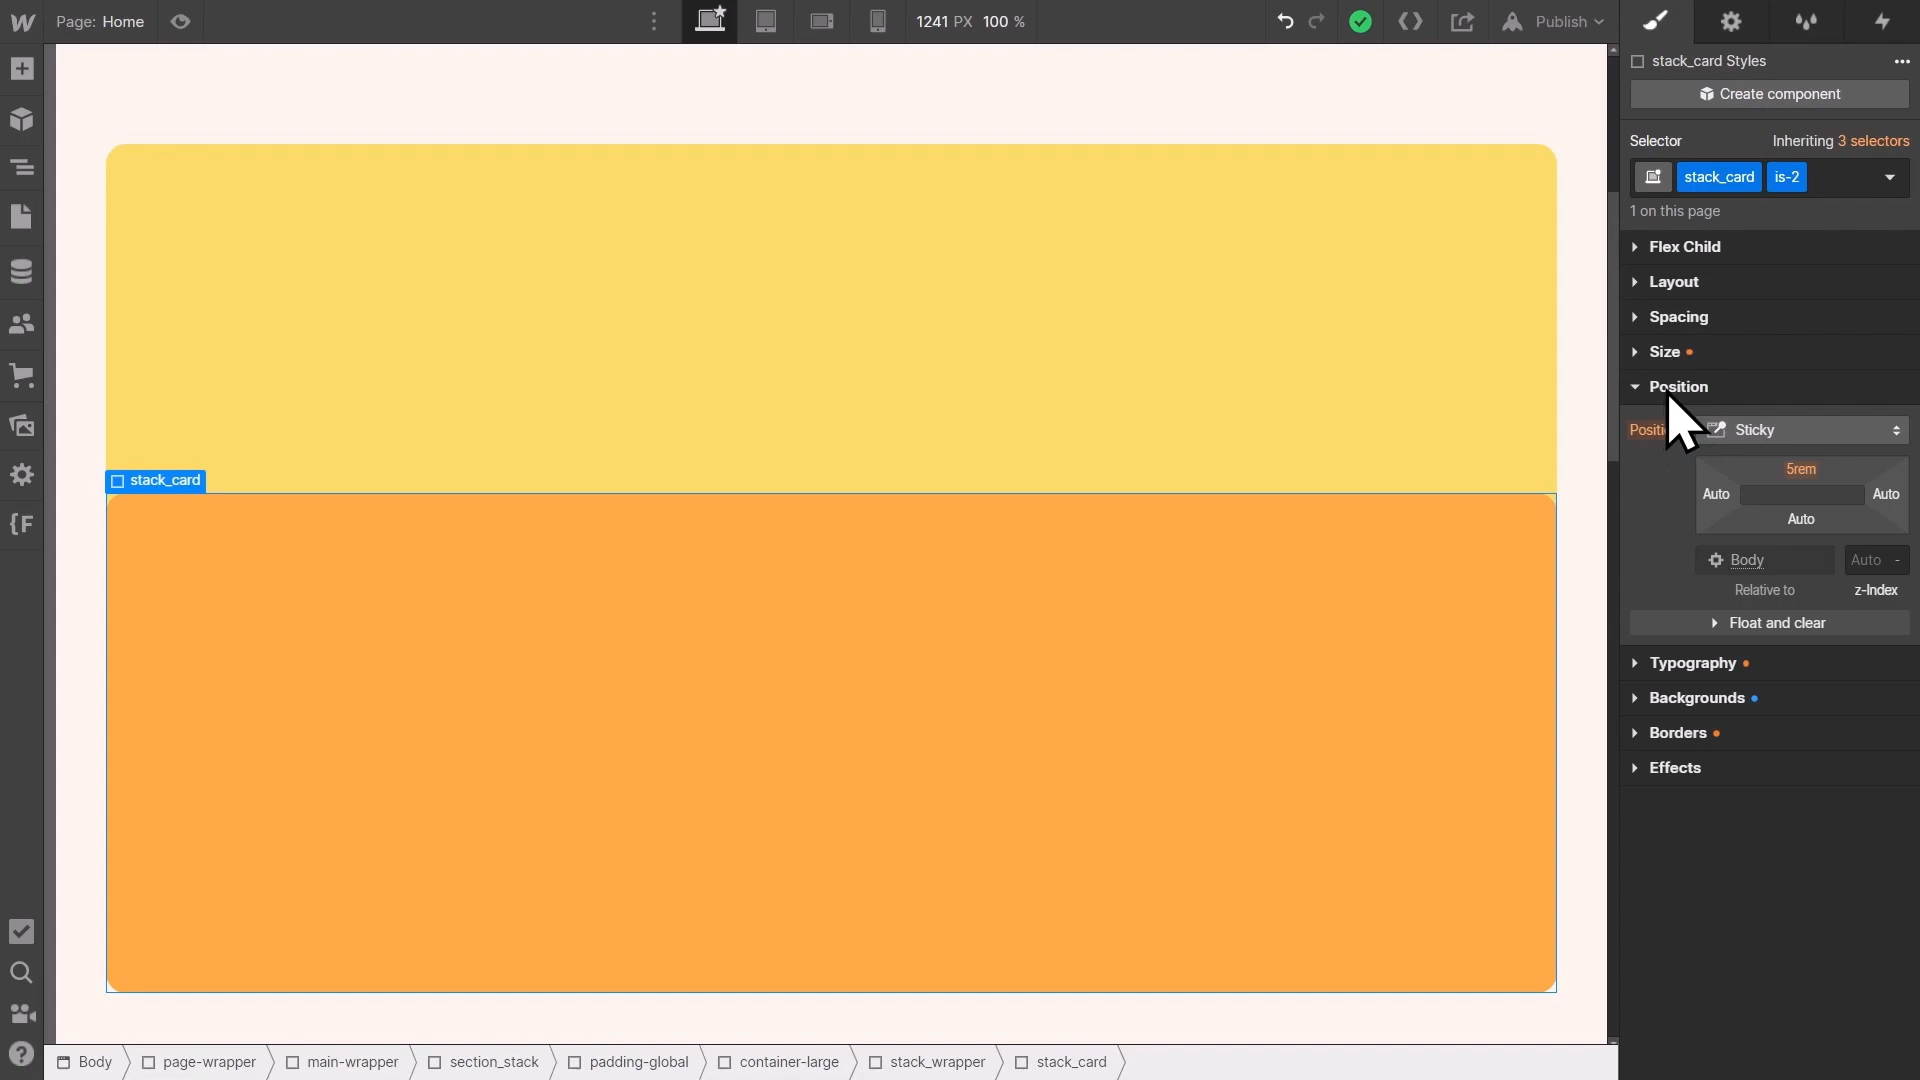 Page: Home
1241 PX 100 %
Publish
stack_card Styles
Create component
Selector
Inheriting 3 selectors
stack_card
is-2
1 on this page
Flex Child
Layout
Spacing
Size
Position
Sticky
5rem
Auto
Auto
Auto
Body
Auto
-
Relative to
z-Index
Float and clear
Typography
Backgrounds
Borders
Effects
stack_card
{F
Body
page-wrapper
main-wrapper
section_stack
padding-global
container-large
stack_wrapper
stack_card